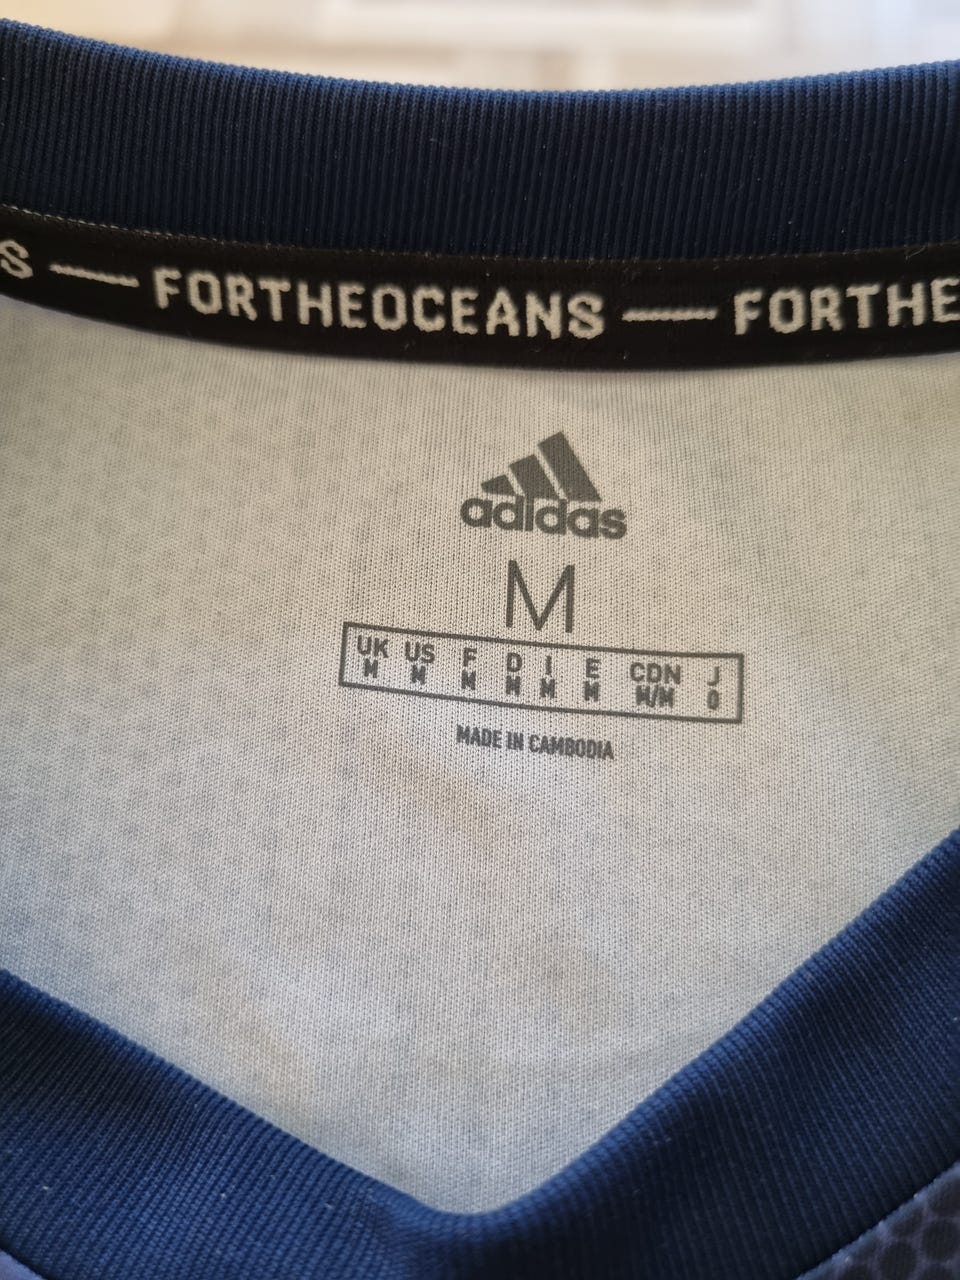 S — FORTHEOCEANS — FORTHE
adidas
M
UK US F D I E CDN J
M M M M M M M/M O
MADE IN CAMBODIA